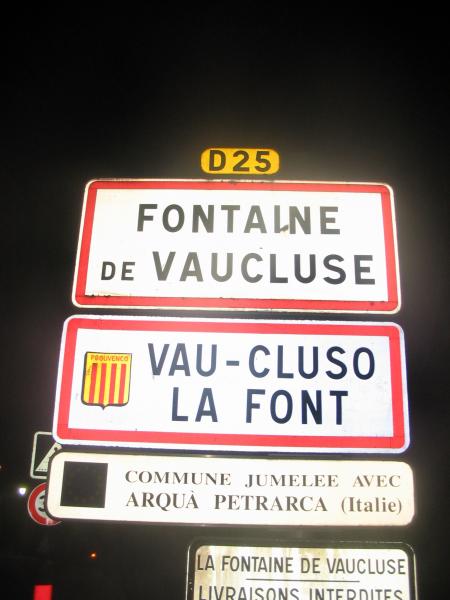 D25
FONTAINE
DE VAUCLUSE
PROUVENÇO
VAU-CLUSO
LA FONT
COMMUNE JUMELEE AVEC
ARQUÀ PETRARCA (Italie)
LA FONTAINE DE VAUCLUSE
LIVRAISONS INTERDITES